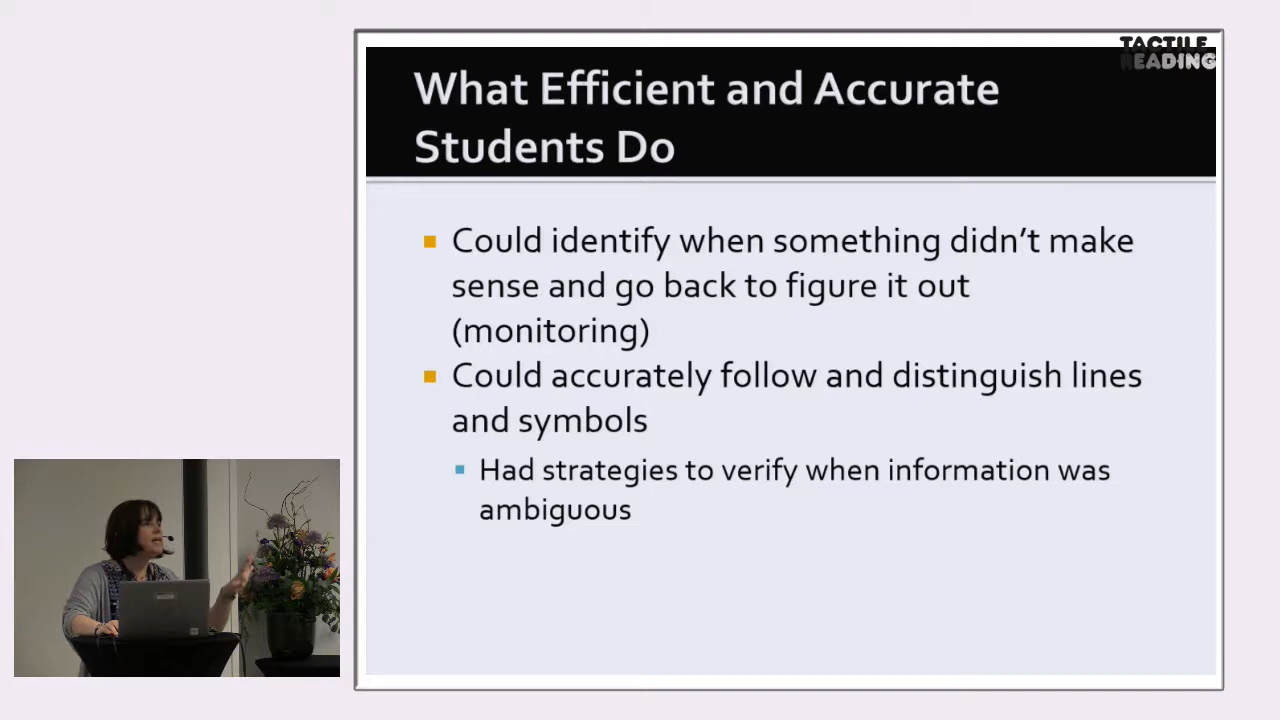 TACTILE
READING
What Efficient and Accurate
Students Do
Could identify when something didn’t make
sense and go back to figure it out
(monitoring)
Could accurately follow and distinguish lines
and symbols
Had strategies to verify when information was
ambiguous